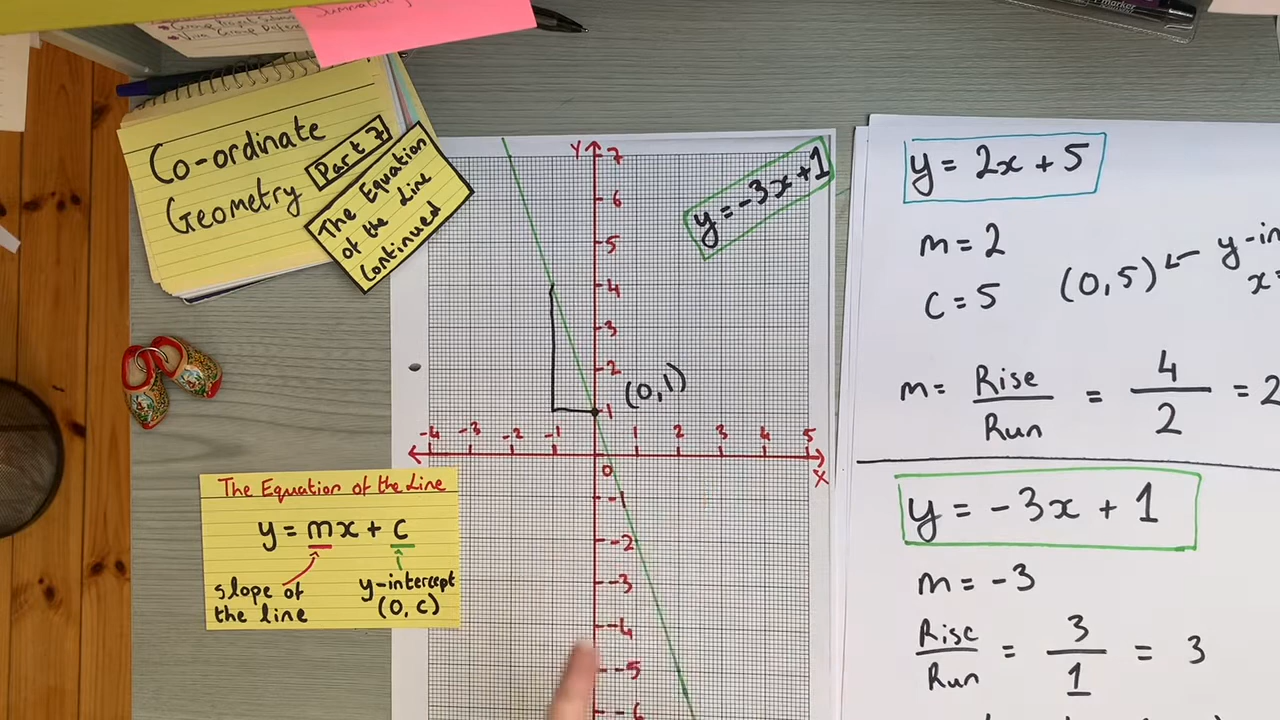 Co-ordinate
Geometry
Part 7
The Equation
of the Line
Continued
The Equation of the Line
y = mx + c
slope of
the line
y-intercept
(0, c)
Y
7
6
5
4
3
2
1
-4 -3 -2 -1 0 1 2 3 4 5
X
-1
-2
-3
-4
-5
-6
y = -3x + 1
(0,1)
y = 2x + 5
m = 2
c = 5
(0,5) ←
x =
m = Rise/Run = 4/2 = 2
y = -3x + 1
m = -3
Rise/Run = 3/1 = 3